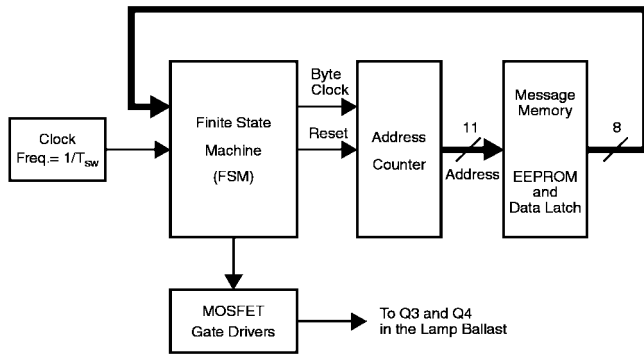 Clock
Freq.= 1/Tsw
Finite State
Machine
(FSM)
Byte
Clock
Reset
Address
Counter
11
Address
Message
Memory
EEPROM
and
Data Latch
8
MOSFET
Gate Drivers
To Q3 and Q4
in the Lamp Ballast